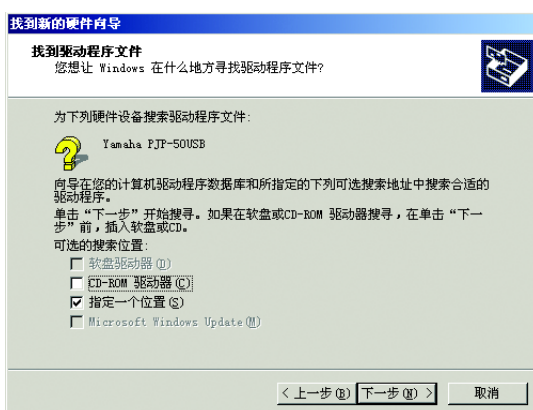 找到新的硬件向导
找到驱动程序文件
您想让 Windows 在什么地方寻找驱动程序文件?
为下列硬件设备搜索驱动程序文件:
Yamaha PJP-50USB
向导在您的计算机驱动程序数据库和所指定的下列可选搜索地址中搜索合适的
驱动程序。
单击“下一步”开始搜寻。如果在软盘或CD-ROM 驱动器搜寻，在单击“下一
步”前，插入软盘或CD。
可选的搜索位置:
软盘驱动器(D)
CD-ROM 驱动器(C)
指定一个位置(S)
Microsoft Windows Update(M)
< 上一步(B) 下一步(N) > 取消